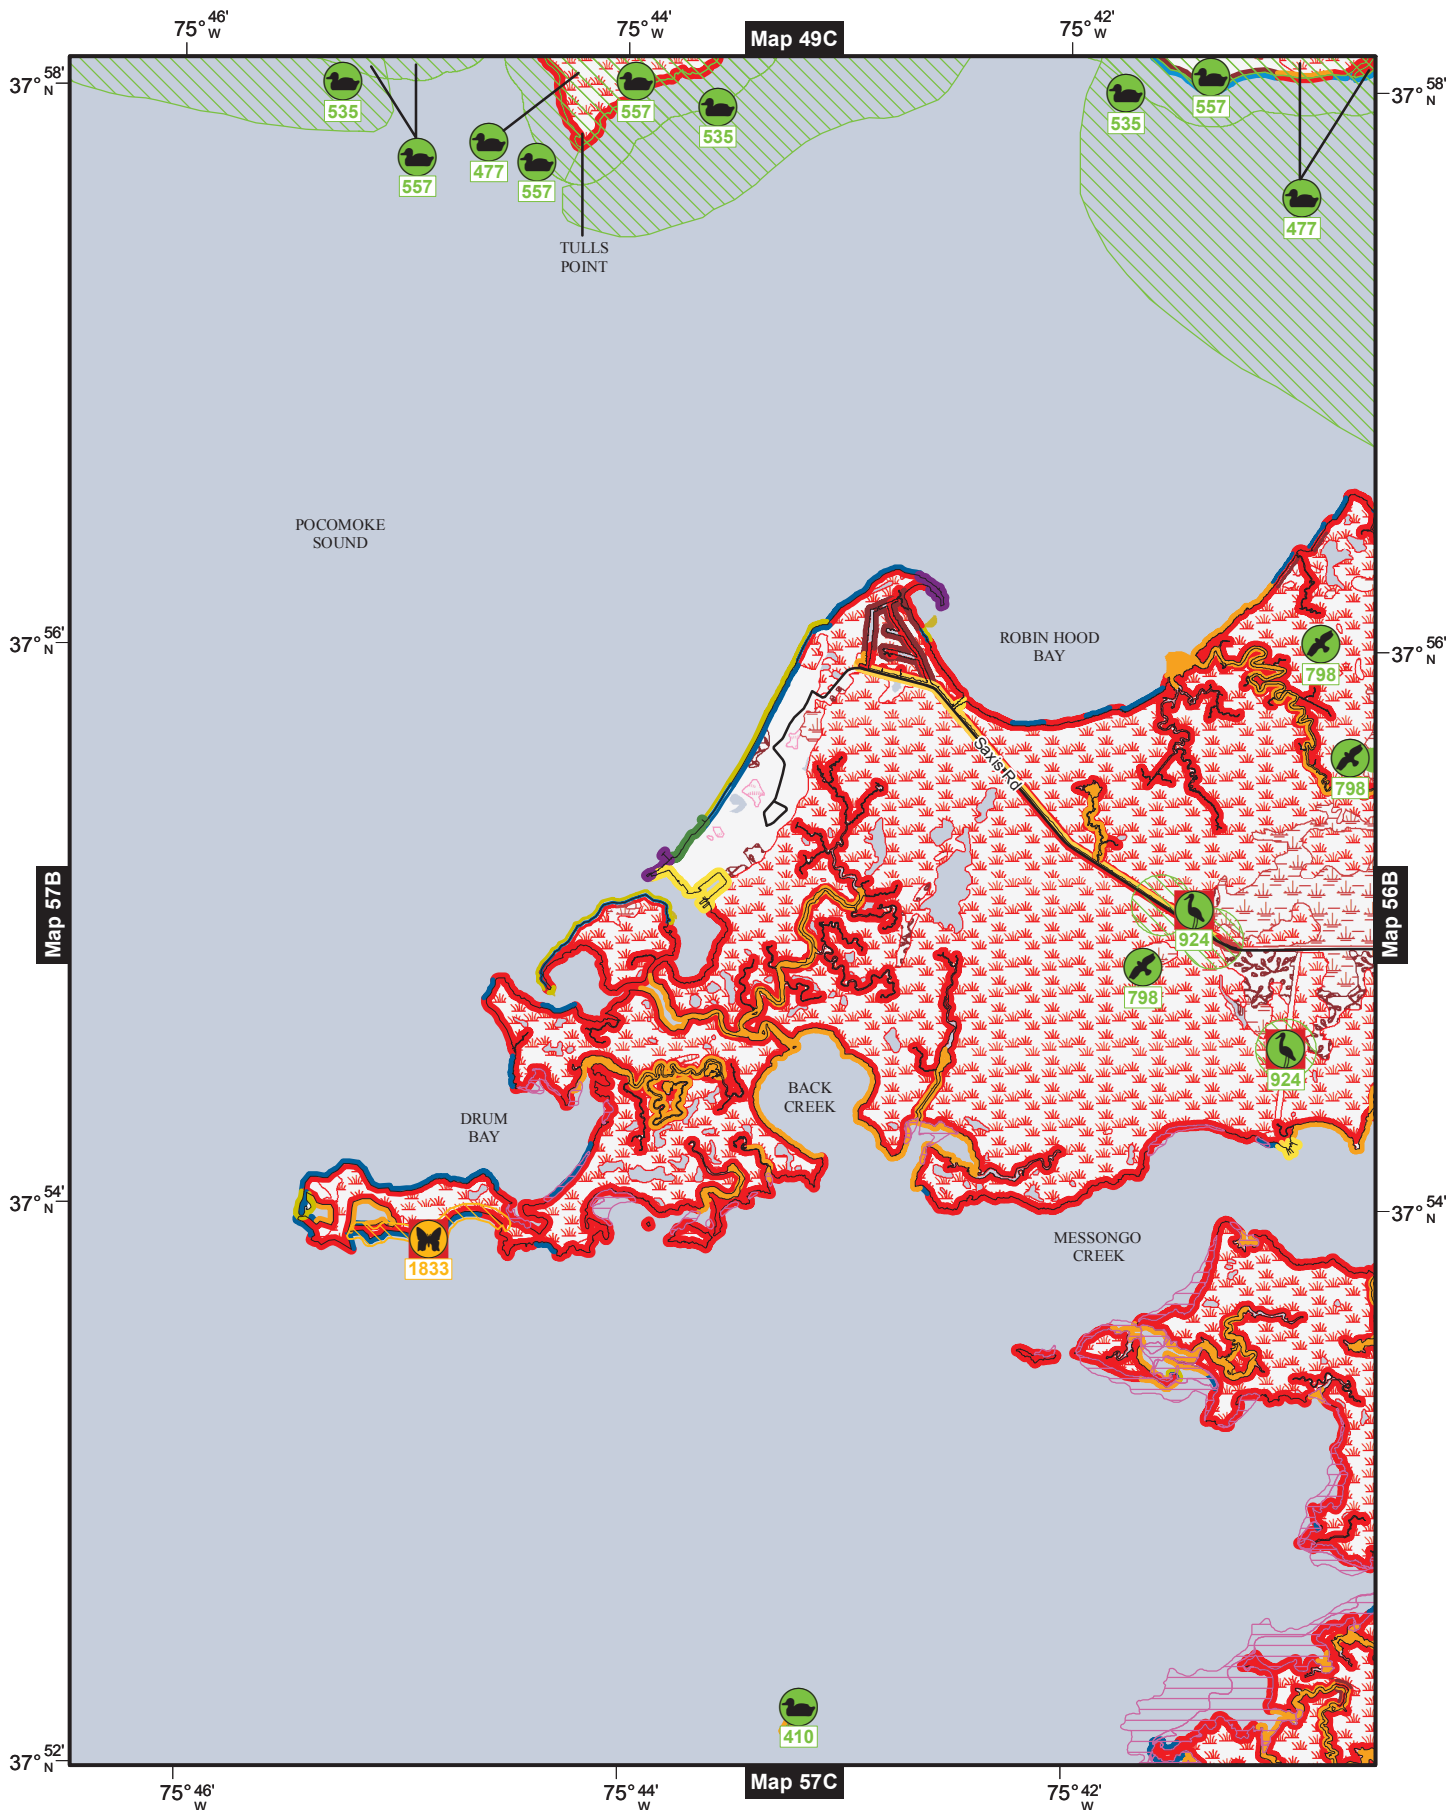 75° 46' W
75° 44' W
Map 49C
75° 42' W
37° 58' N
37° 58' N
535
557
477
557
557
535
535
557
477
TULLS
POINT
POCOMOKE
SOUND
37° 56' N
ROBIN HOOD
BAY
37° 56' N
798
798
Saxis Rd
Map 57B
Map 56B
924
798
924
BACK
CREEK
DRUM
BAY
37° 54' N
37° 54' N
1833
MESSONGO
CREEK
410
37° 52' N
75° 46' W
75° 44' W
Map 57C
75° 42' W